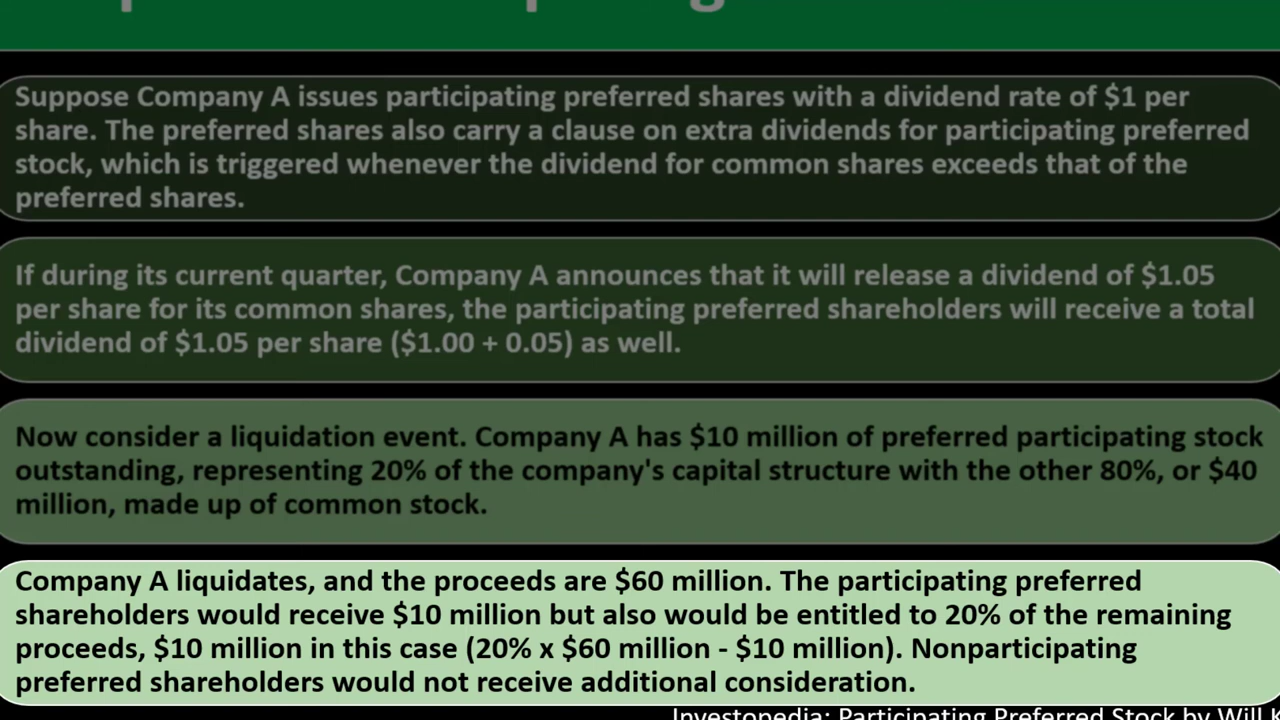 Suppose Company A issues participating preferred shares with a dividend rate of $1 per
share. The preferred shares also carry a clause on extra dividends for participating preferred
stock, which is triggered whenever the dividend for common shares exceeds that of the
preferred shares.
If during its current quarter, Company A announces that it will release a dividend of $1.05
per share for its common shares, the participating preferred shareholders will receive a total
dividend of $1.05 per share ($1.00 + 0.05) as well.
Now consider a liquidation event. Company A has $10 million of preferred participating stock
outstanding, representing 20% of the company's capital structure with the other 80%, or $40
million, made up of common stock.
Company A liquidates, and the proceeds are $60 million. The participating preferred
shareholders would receive $10 million but also would be entitled to 20% of the remaining
proceeds, $10 million in this case (20% x $60 million - $10 million). Nonparticipating
preferred shareholders would not receive additional consideration.
Investopedia: Participating Preferred Stock by Will